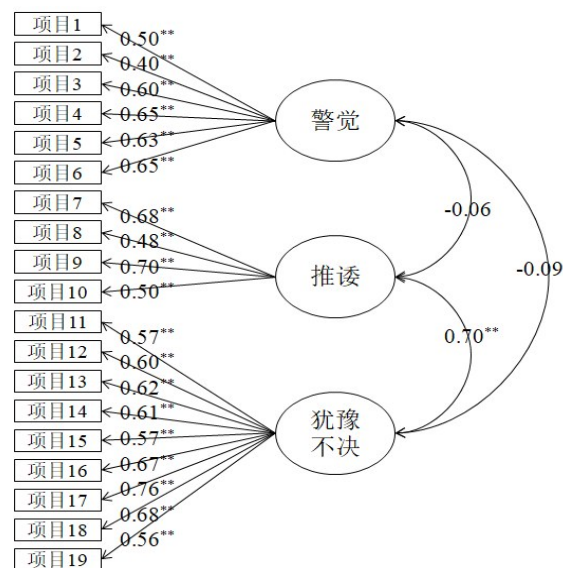 项目1
项目2
项目3
项目4
项目5
项目6
项目7
项目8
项目9
项目10
项目11
项目12
项目13
项目14
项目15
项目16
项目17
项目18
项目19
0.50**
0.40**
0.60**
0.65**
0.63**
0.65**
0.68**
0.48**
0.70**
0.50**
0.57**
0.60**
0.62**
0.61**
0.57**
0.67**
0.76**
0.68**
0.56**
警觉
推诿
犹豫
不决
-0.06
-0.09
0.70**